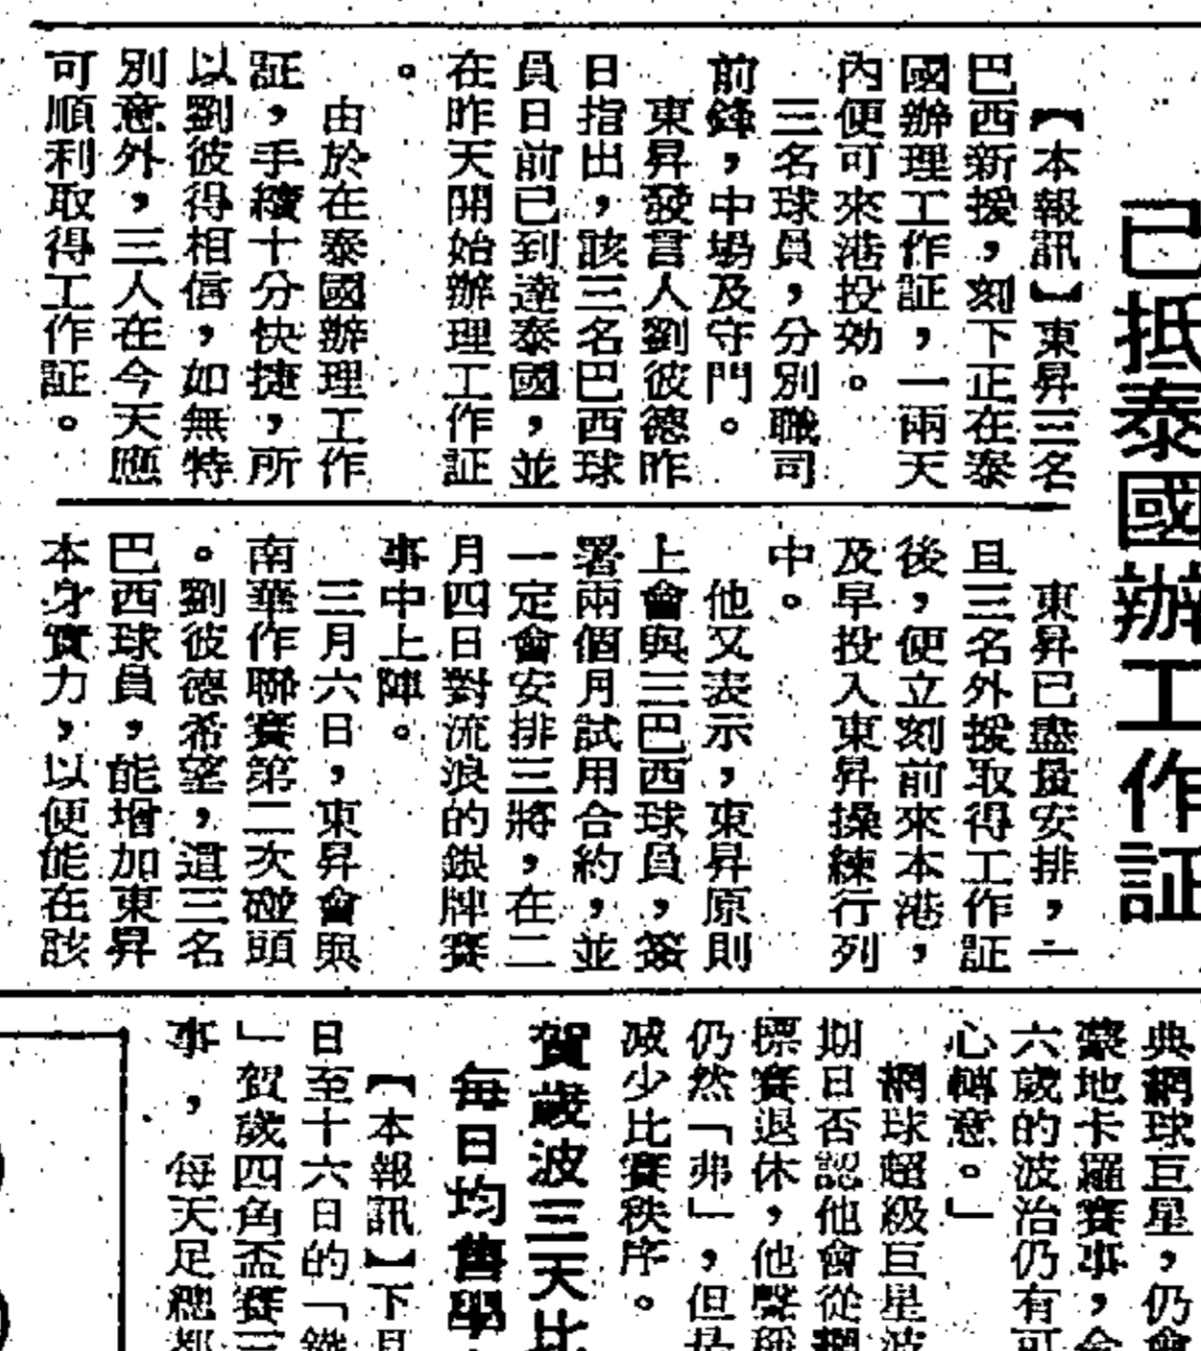 已抵泰國辦工作証
【本報訊】東昇三名
巴西新援，刻下正在泰
國辦理工作証，一兩天
內便可來港投効。
三名球員，分別職司
前鋒，中場及守門。
東昇發言人劉彼德昨
日指出，該三名巴西球
員日前已到達泰國，並
在昨天開始辦理工作証
。
由於在泰國辦理工作
証，手續十分快捷，所
以劉彼得相信，如無特
別意外，三人在今天應
可順利取得工作証。
東昇已盡量安排，一
且三名外援取得工作証
後，便立刻前來本港，
及早投入東昇操練行列
中。
他又表示，東昇原則
上會與三巴西球員，簽
署兩個月試用合約，並
一定會安排三將，在二
月四日對流浪的銀牌賽
事中上陣。
三月六日，東昇會與
南華作聯賽第二次碰頭
。劉彼德希望，這三名
巴西球員，能增加東昇
本身實力，以便能在該
典網球巨星，仍會
蒙地卡羅賽事，今
六歲的波治仍有可
心轉意。」
網球超級巨星波
期日否認他會從網
標賽退休，他聲稱
仍然「弗」，但是
減少比賽秩序。
賀歲波三天比
每日均售學
【本報訊】下月
日至十六日的「
」賀歲四角盃賽三
事，每天足總都